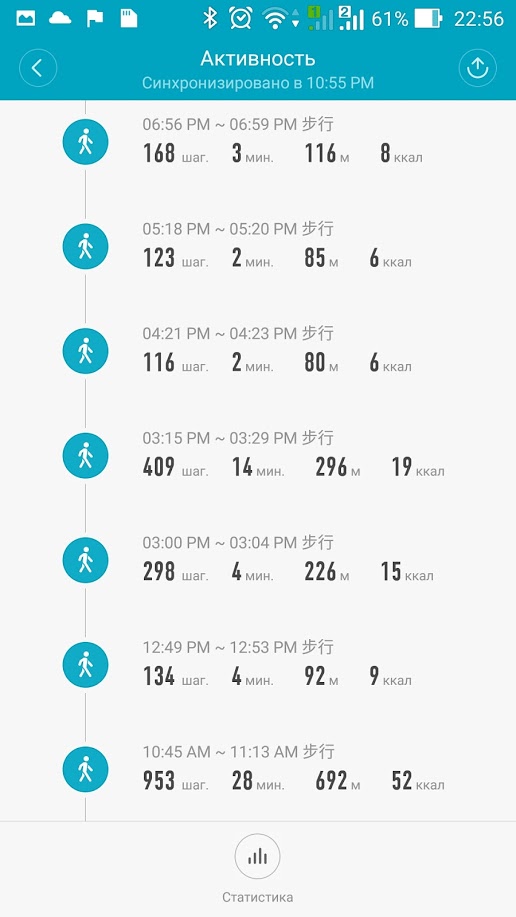 1 2 61% 22:56
Активность
Синхронизировано в 10:55 PM
06:56 PM ~ 06:59 PM 步行
168 шаг. 3 мин. 116 м 8 ккал
05:18 PM ~ 05:20 PM 步行
123 шаг. 2 мин. 85 м 6 ккал
04:21 PM ~ 04:23 PM 步行
116 шаг. 2 мин. 80 м 6 ккал
03:15 PM ~ 03:29 PM 步行
409 шаг. 14 мин. 296 м 19 ккал
03:00 PM ~ 03:04 PM 步行
298 шаг. 4 мин. 226 м 15 ккал
12:49 PM ~ 12:53 PM 步行
134 шаг. 4 мин. 92 м 9 ккал
10:45 AM ~ 11:13 AM 步行
953 шаг. 28 мин. 692 м 52 ккал
Статистика